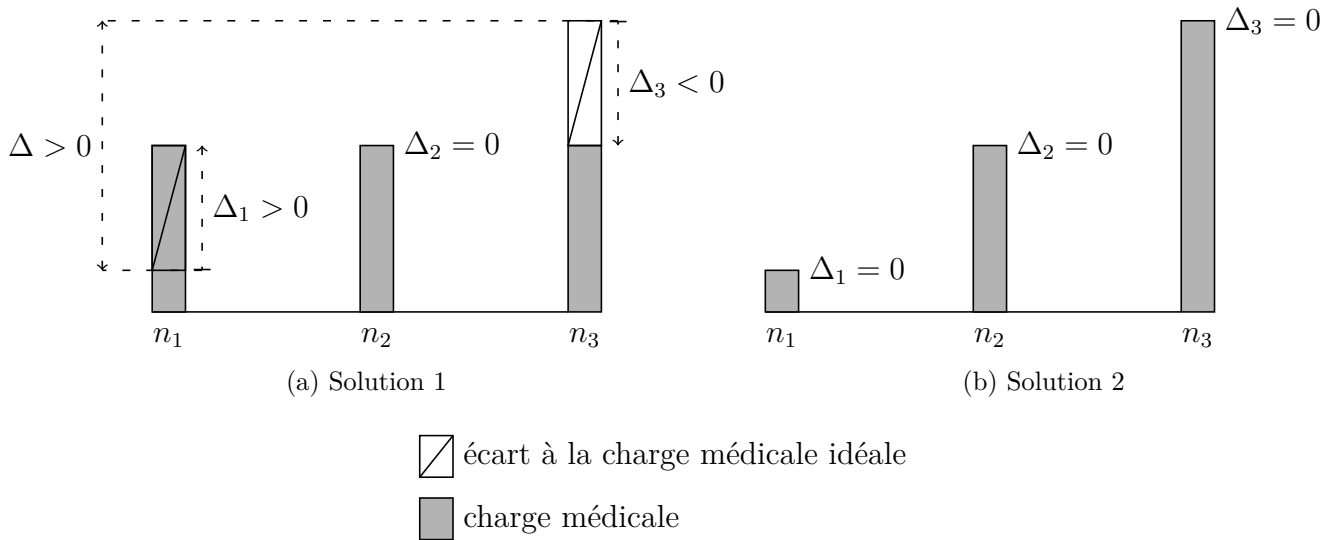 Δ > 0
Δ₁ > 0
Δ₂ = 0
Δ₃ < 0
n₁
n₂
n₃
(a) Solution 1
Δ₁ = 0
Δ₂ = 0
Δ₃ = 0
n₁
n₂
n₃
(b) Solution 2
écart à la charge médicale idéale
charge médicale